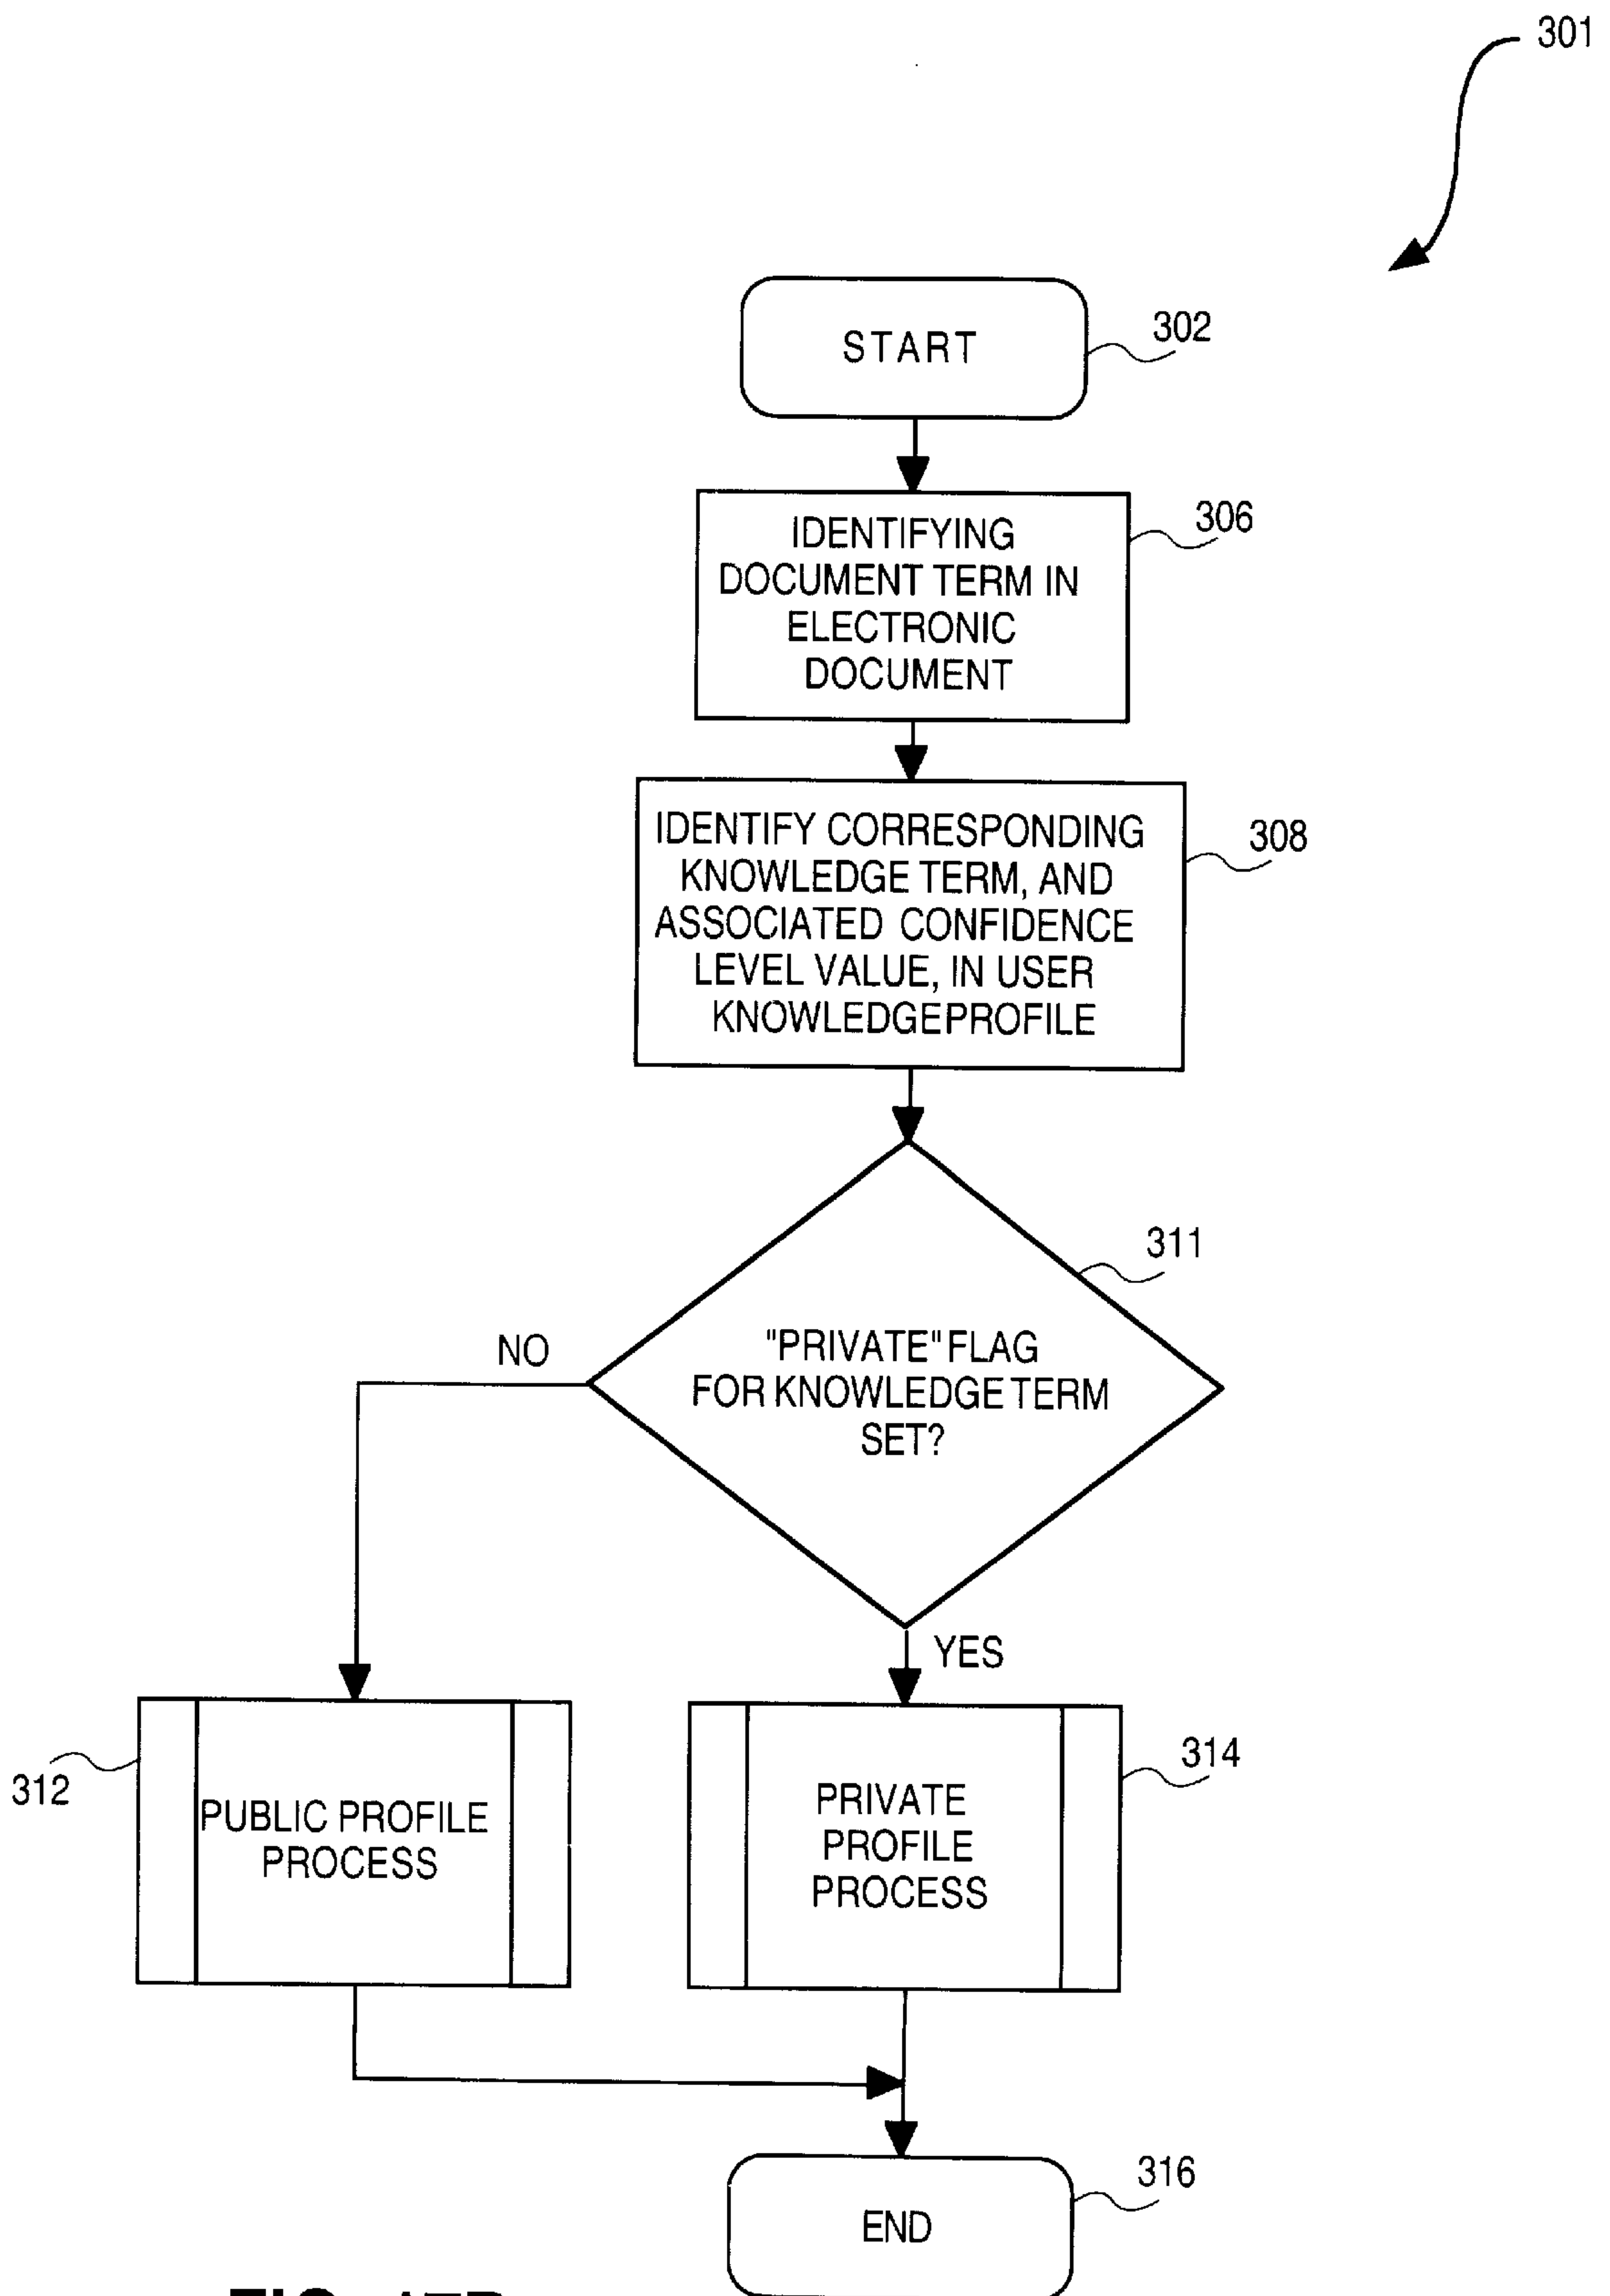 301
START
302
IDENTIFYING
DOCUMENT TERM IN
ELECTRONIC
DOCUMENT
306
IDENTIFY CORRESPONDING
KNOWLEDGE TERM, AND
ASSOCIATED CONFIDENCE
LEVEL VALUE, IN USER
KNOWLEDGE PROFILE
308
311
"PRIVATE" FLAG
FOR KNOWLEDGE TERM
SET?
NO
YES
312
PUBLIC PROFILE
PROCESS
314
PRIVATE
PROFILE
PROCESS
316
END